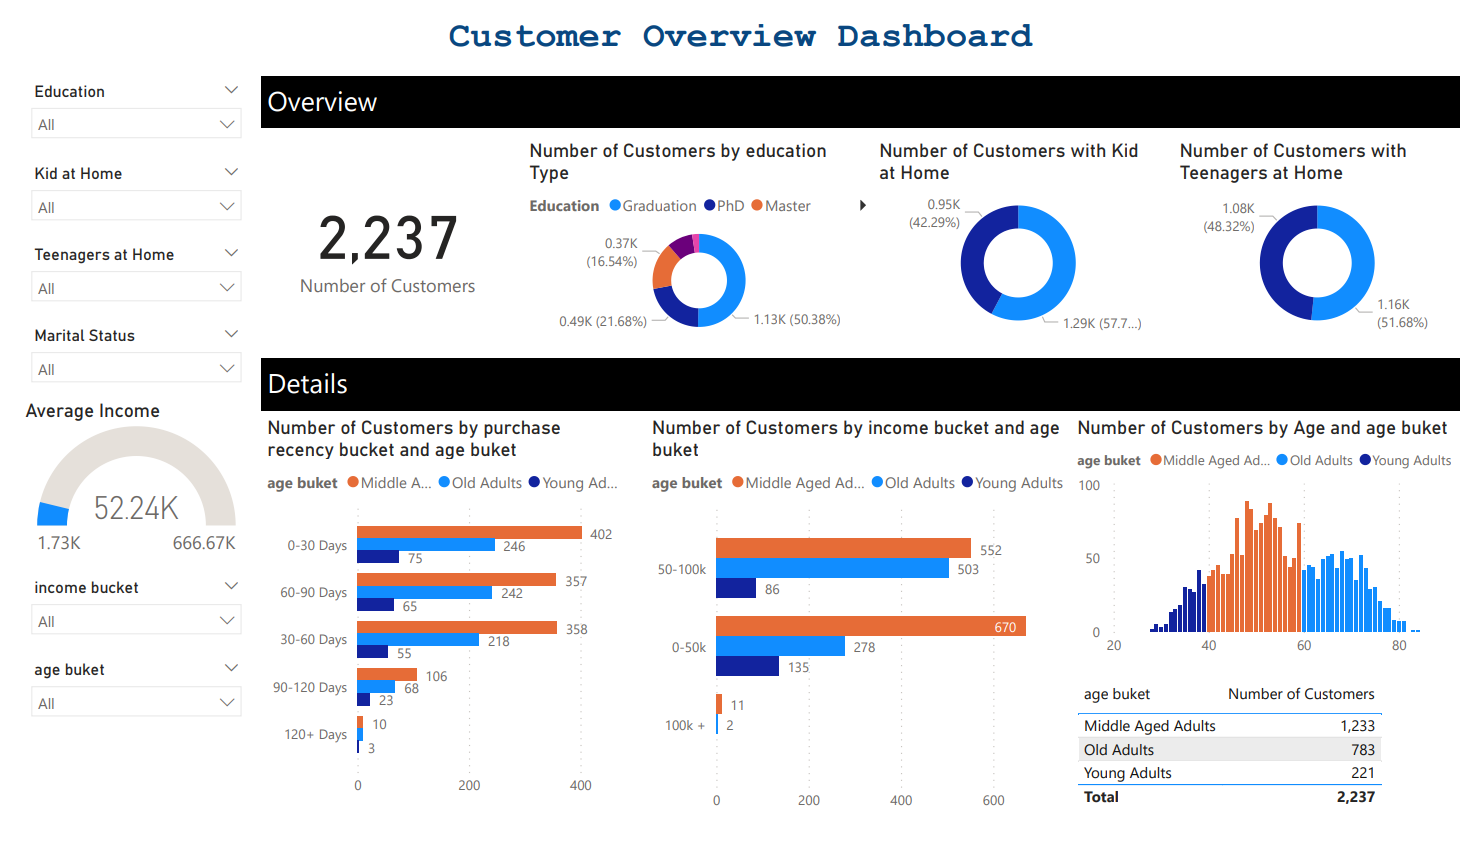 Customer Overview Dashboard
Education
All
Kid at Home
All
Teenagers at Home
All
Marital Status
All
Average Income
52.24K
1.73K 666.67K
income bucket
All
age buket
All
Overview
2,237
Number of Customers
Number of Customers by education
Type
Education Graduation PhD Master
0.37K
(16.54%)
0.49K (21.68%)
1.13K (50.38%)
Number of Customers with Kid
at Home
0.95K
(42.29%)
1.29K (57.7...)
Number of Customers with
Teenagers at Home
1.08K
(48.32%)
1.16K
(51.68%)
Details
Number of Customers by purchase
recency bucket and age buket
age buket Middle A... Old Adults Young Ad...
0-30 Days
402
246
75
60-90 Days
357
242
65
30-60 Days
358
218
55
90-120 Days
106
68
23
120+ Days
10
3
0 200 400
Number of Customers by income bucket and age
buket
age buket Middle Aged Ad... Old Adults Young Adults
50-100k
552
503
86
0-50k
670
278
135
100k +
11
2
0 200 400 600
Number of Customers by Age and age buket
age buket Middle Aged Ad... Old Adults Young Adults
100
50
0
20 40 60 80
age buket Number of Customers
Middle Aged Adults 1,233
Old Adults 783
Young Adults 221
Total 2,237